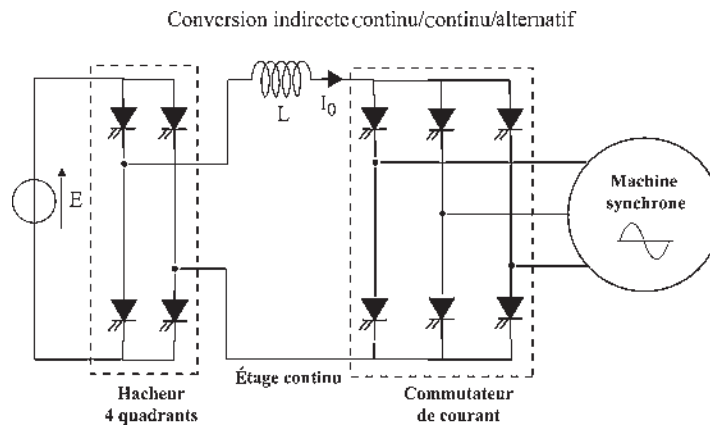 Conversion indirecte continu/continu/alternatif
E
L
I0
Machine
synchrone
Étage continu
Hacheur
4 quadrants
Commutateur
de courant